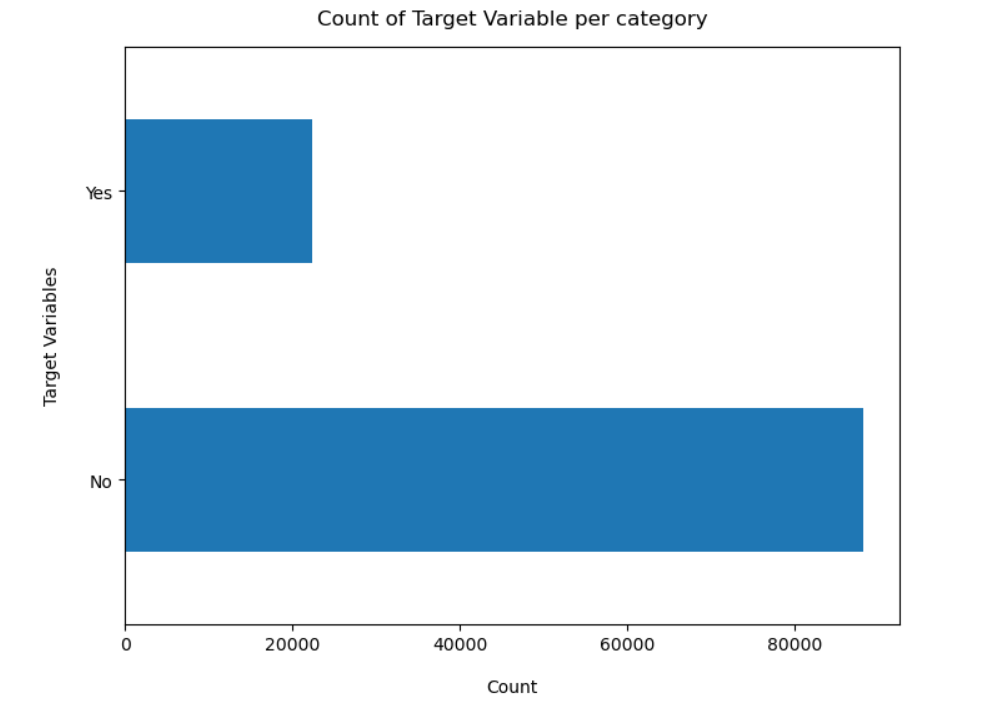 Count of Target Variable per category
Target Variables
Yes
No
0 20000 40000 60000 80000
Count